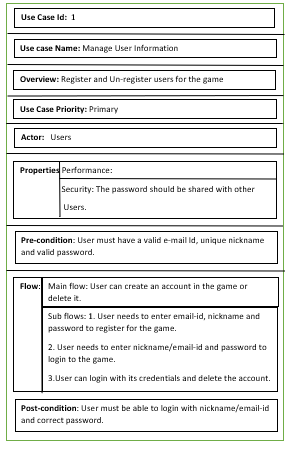 Use Case Id: 1
Use case Name: Manage User Information
Overview: Register and Un-register users for the game
Use Case Priority: Primary
Actor: Users
Properties Performance:
Security: The password should be shared with other
Users.
Pre-condition: User must have a valid e-mail Id, unique nickname
and valid password.
Flow: Main flow: User can create an account in the game or
delete it.
Sub flows: 1. User needs to enter email-id, nickname and
password to register for the game.
2. User needs to enter nickname/email-id and password to
login to the game.
3.User can login with its credentials and delete the account.
Post-condition: User must be able to login with nickname/email-id
and correct password.